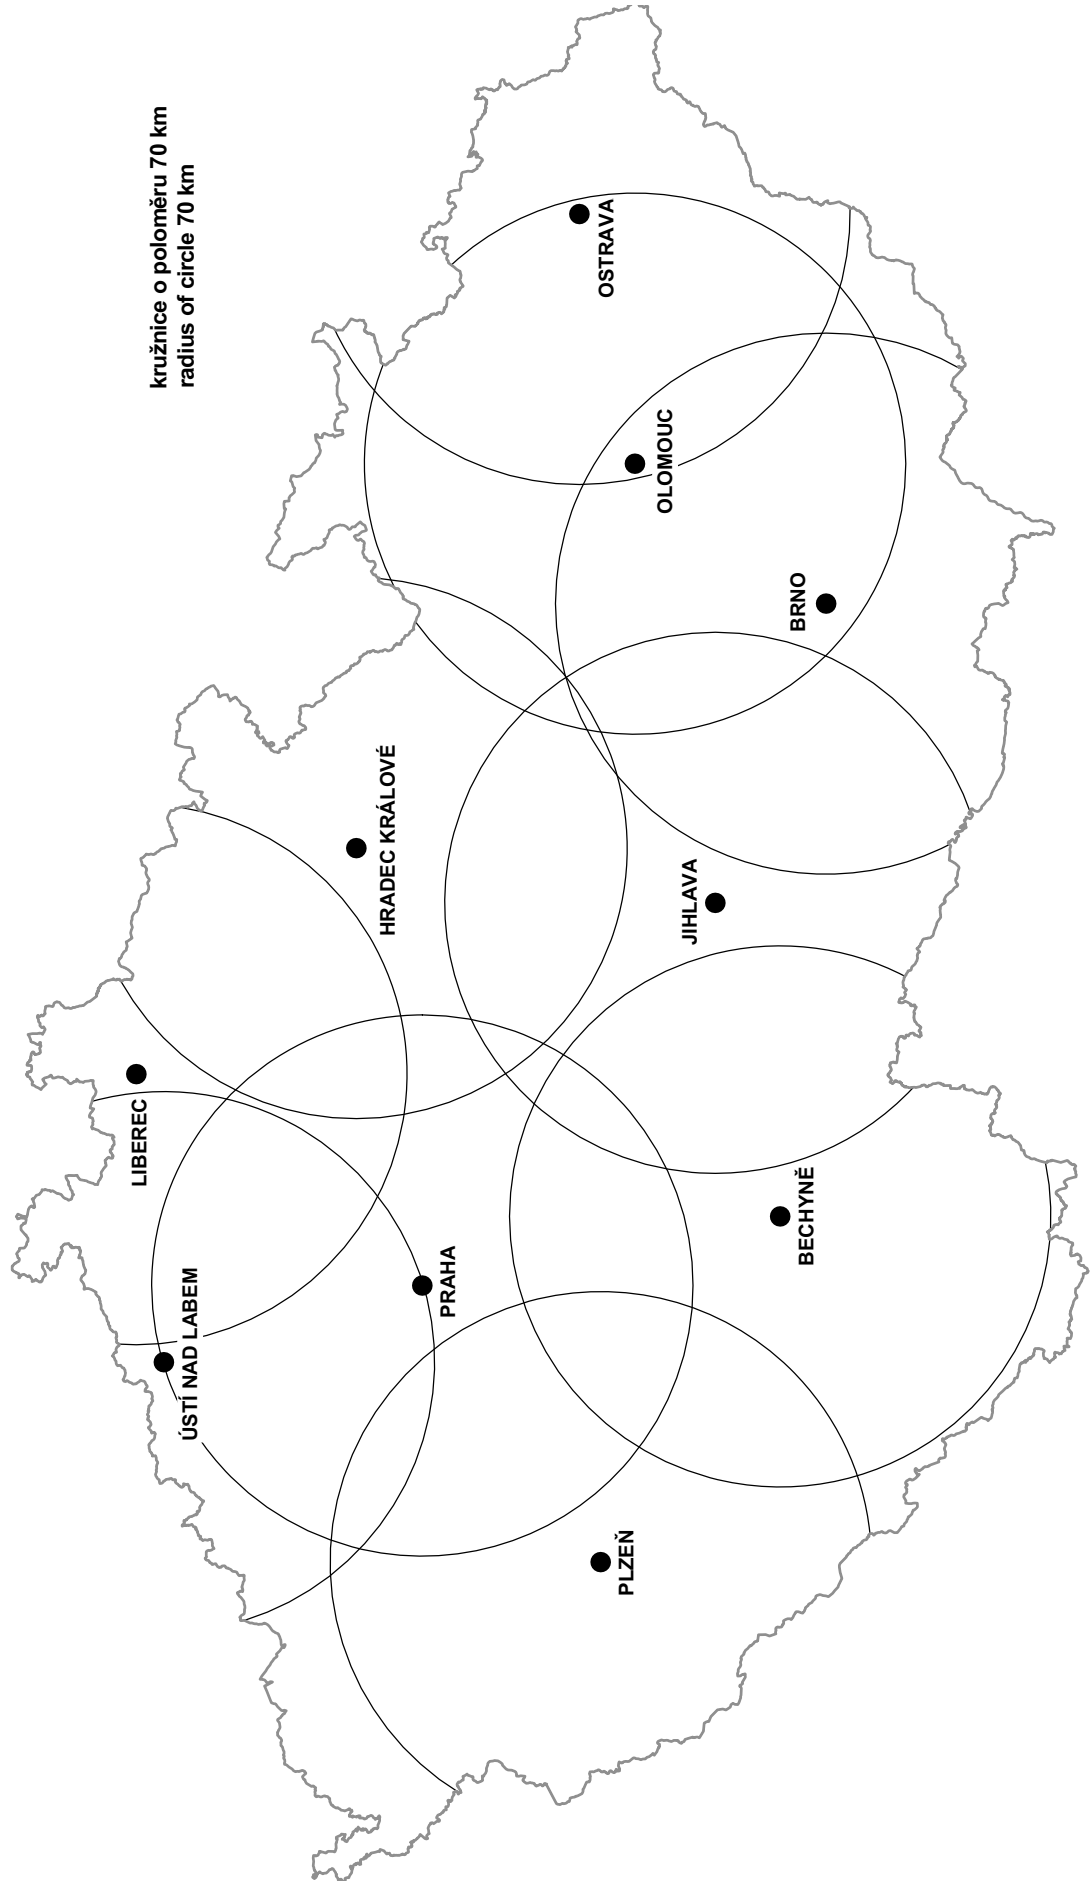 kružnice o poloměru 70 km
radius of circle 70 km
LIBEREC
ÚSTÍ NAD LABEM
HRADEC KRÁLOVÉ
PRAHA
OSTRAVA
PLZEŇ
OLOMOUC
JIHLAVA
BECHYNĚ
BRNO